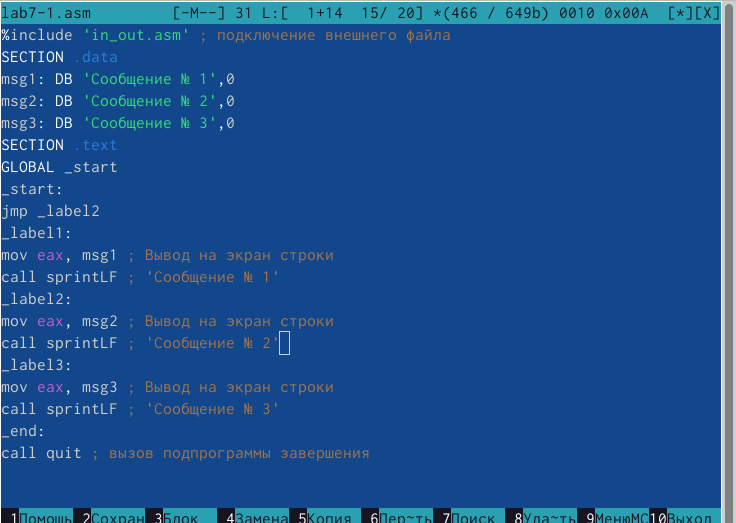 lab7-1.asm [-M--] 31 L:[ 1+14 15/ 20] *(466 / 649b) 0010 0x00A [*][X]
%include 'in_out.asm' ; подключение внешнего файла
SECTION .data
msg1: DB 'Сообщение № 1',0
msg2: DB 'Сообщение № 2',0
msg3: DB 'Сообщение № 3',0
SECTION .text
GLOBAL _start
_start:
jmp _label2
_label1:
mov eax, msg1 ; Вывод на экран строки
call sprintLF ; 'Сообщение № 1'
_label2:
mov eax, msg2 ; Вывод на экран строки
call sprintLF ; 'Сообщение № 2'
_label3:
mov eax, msg3 ; Вывод на экран строки
call sprintLF ; 'Сообщение № 3'
_end:
call quit ; вызов подпрограммы завершения
1Помощь 2Сохран 3Блок 4Замена 5Копия 6Пер~ть 7Поиск 8Уда~ть 9МенюMC 10Выход